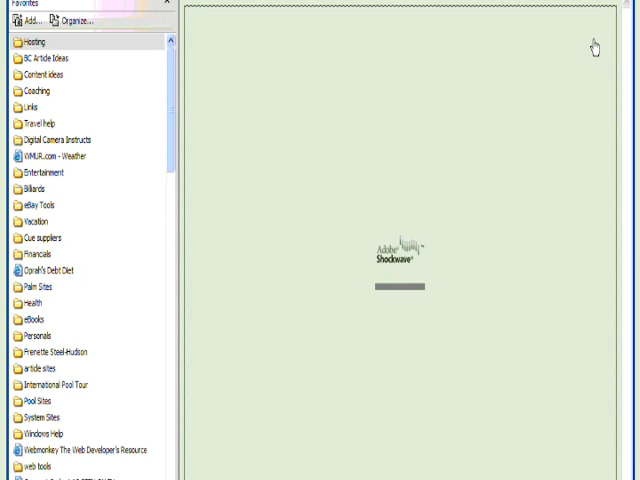 Favorites
Add... Organize...
Hosting
BC Article Ideas
Content ideas
Coaching
Links
Travel help
Digital Camera Instructs
WMUR.com - Weather
Entertainment
Billiards
eBay Tools
Vacation
Cue suppliers
Financials
Oprah's Debt Diet
Palm Sites
Health
eBooks
Personals
Frenette Steel-Hudson
article sites
International Pool Tour
Pool Sites
System Sites
Windows Help
Webmonkey The Web Developer's Resource
web tools
Adobe®
Shockwave®